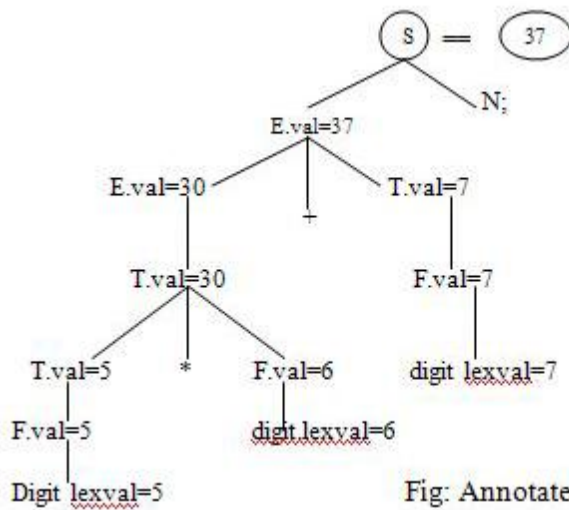 S == 37
N;
E.val=37
E.val=30 + T.val=7
T.val=30 F.val=7
T.val=5 * F.val=6 digit lexval=7
F.val=5 digit.lexval=6
Digit lexval=5 Fig: Annotate